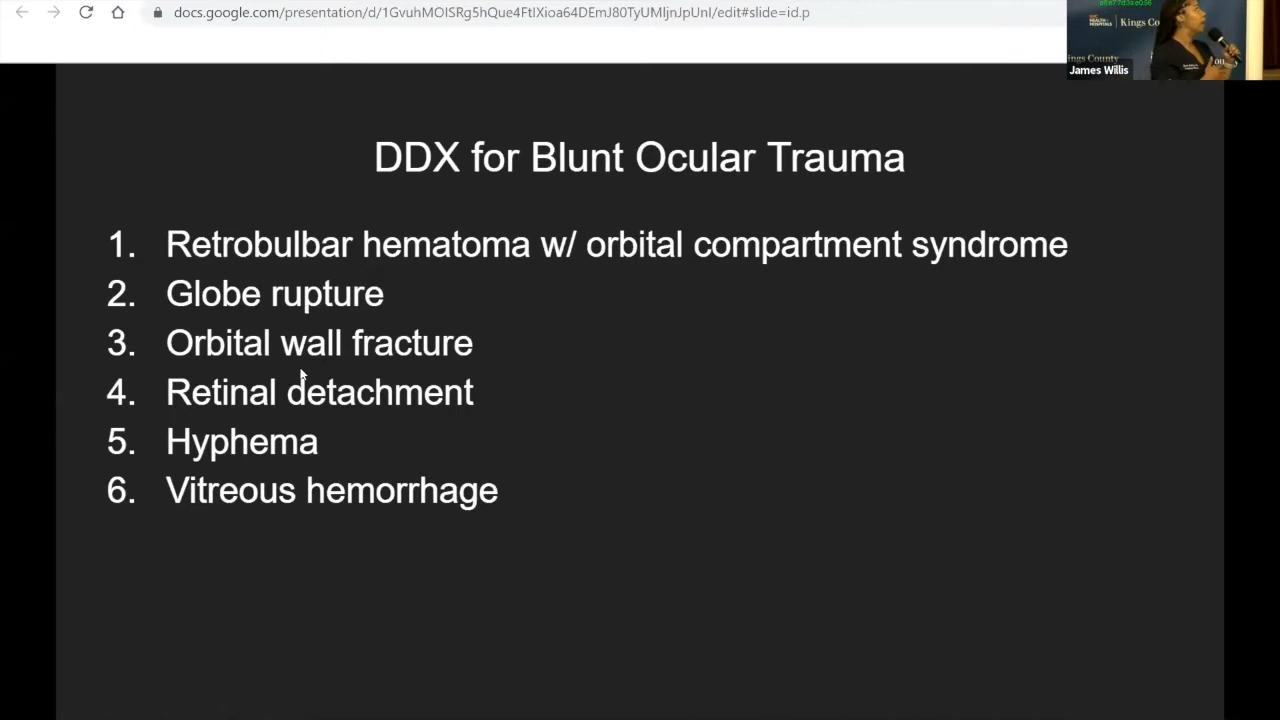 docs.google.com/presentation/d/1GvuhMOISRg5hQue4FtIXioa64DEmJ80TyUMljnJpUnI/edit#slide=id.p
HEALTH+
HOSPITALS
Kings Co
ings County
James Willis
DDX for Blunt Ocular Trauma
1. Retrobulbar hematoma w/ orbital compartment syndrome
2. Globe rupture
3. Orbital wall fracture
4. Retinal detachment
5. Hyphema
6. Vitreous hemorrhage